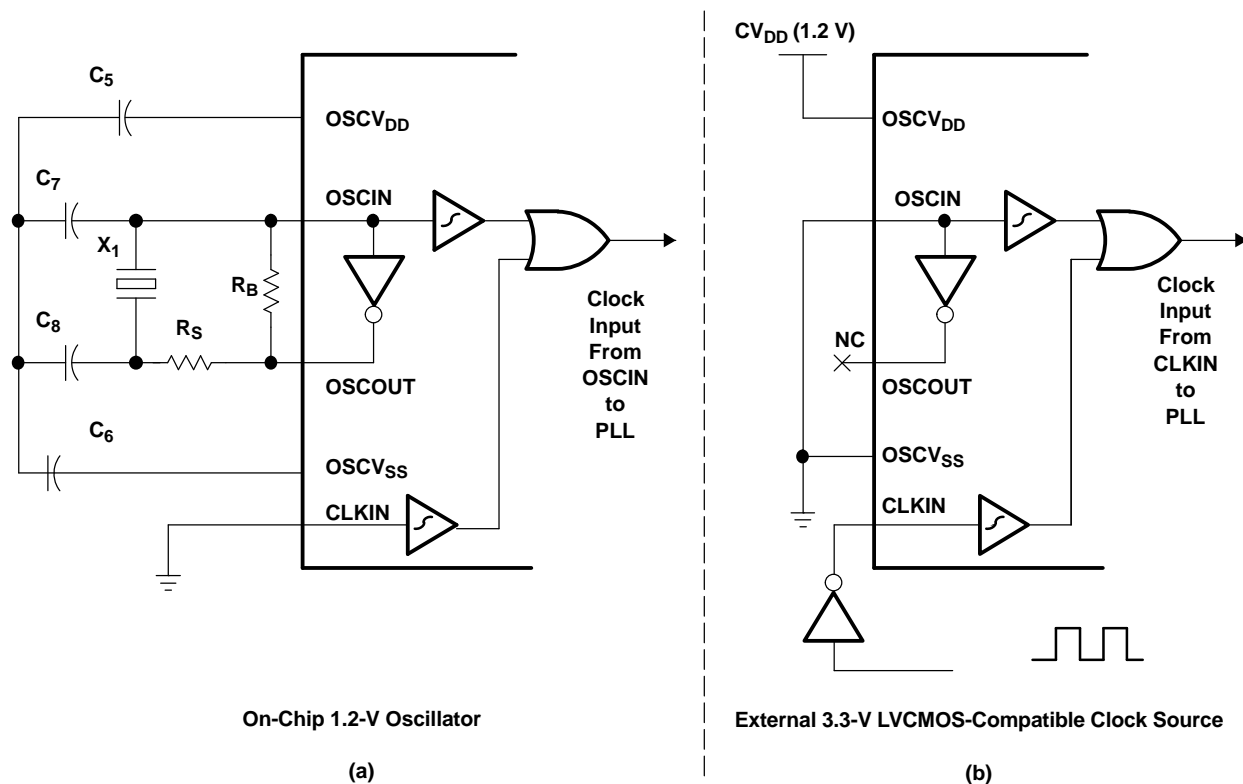 C5
OSCVDD
C7
OSCIN
X1
RB
C8
RS
OSCOUT
C6
OSCVSS
CLKIN
Clock
Input
From
OSCIN
to
PLL
On-Chip 1.2-V Oscillator
(a)
CVDD (1.2 V)
OSCVDD
OSCIN
NC
OSCOUT
OSCVSS
CLKIN
Clock
Input
From
CLKIN
to
PLL
External 3.3-V LVCMOS-Compatible Clock Source
(b)